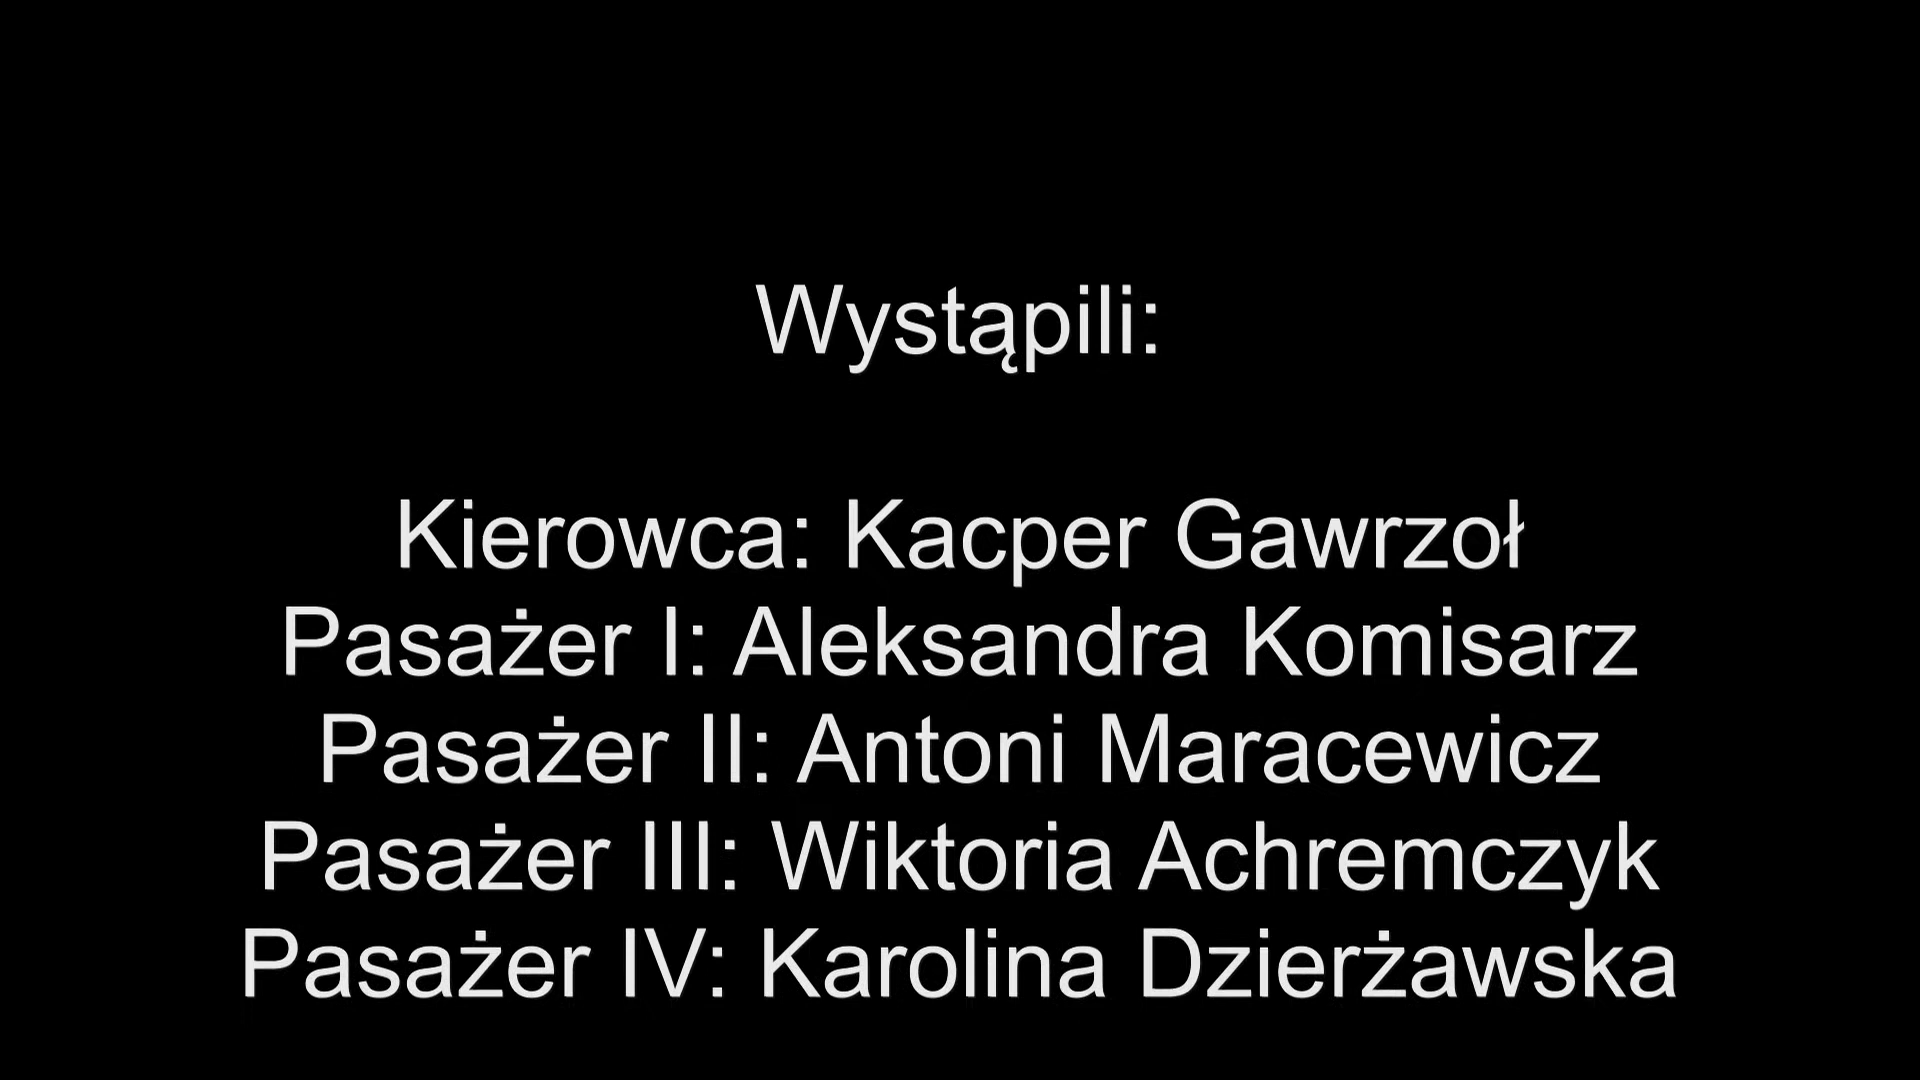 Wystąpili:
Kierowca: Kacper Gawrzoł
Pasażer I: Aleksandra Komisarz
Pasażer II: Antoni Maracewicz
Pasażer III: Wiktoria Achremczyk
Pasażer IV: Karolina Dzierżawska